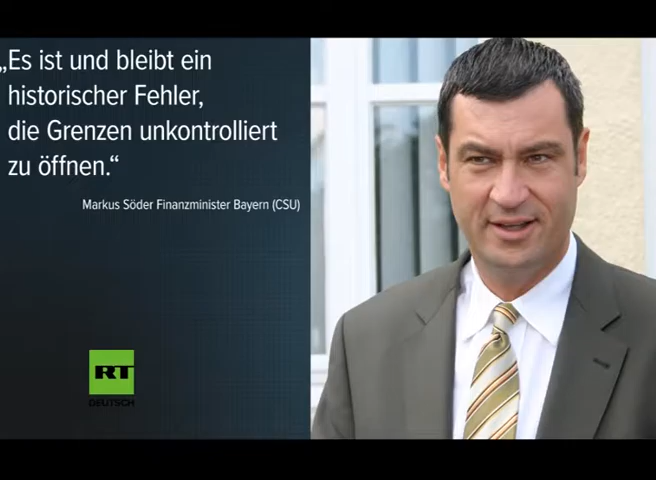 „Es ist und bleibt ein
historischer Fehler,
die Grenzen unkontrolliert
zu öffnen.“
Markus Söder Finanzminister Bayern (CSU)
RT
DEUTSCH